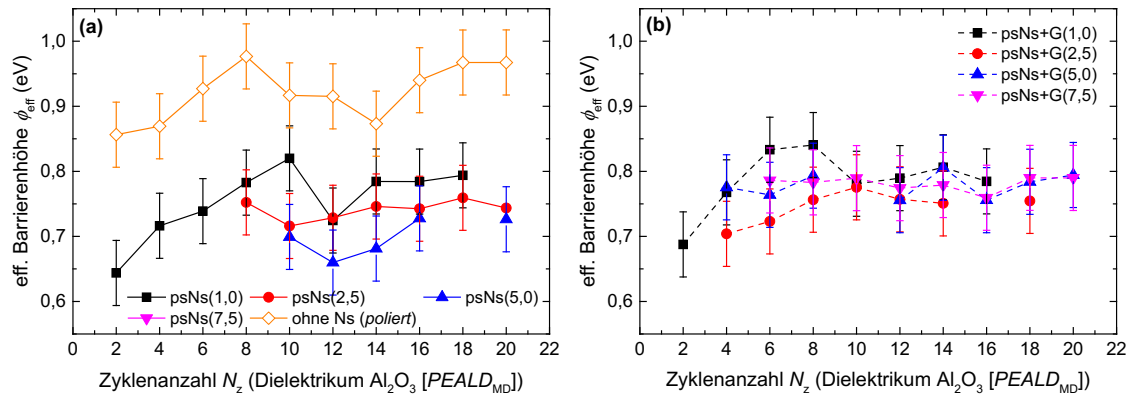 (a)
eff. Barrierenhöhe ϕeff (eV)
1,0
0,9
0,8
0,7
0,6
psNs(1,0) psNs(2,5) psNs(5,0)
psNs(7,5) ohne Ns (poliert)
0 2 4 6 8 10 12 14 16 18 20 22
Zyklenanzahl Nz (Dielektrikum Al2O3 [PEALDMD])
(b)
eff. Barrierenhöhe ϕeff (eV)
psNs+G(1,0)
psNs+G(2,5)
psNs+G(5,0)
psNs+G(7,5)
1,0
0,9
0,8
0,7
0,6
0 2 4 6 8 10 12 14 16 18 20 22
Zyklenanzahl Nz (Dielektrikum Al2O3 [PEALDMD])